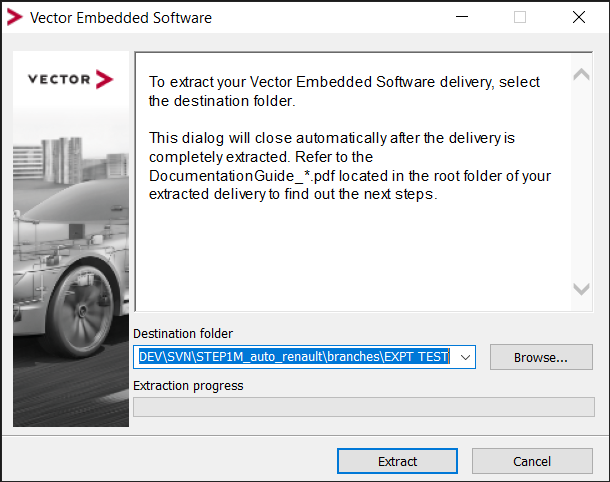 Vector Embedded Software
VECTOR
To extract your Vector Embedded Software delivery, select
the destination folder.
This dialog will close automatically after the delivery is
completely extracted. Refer to the
DocumentationGuide_*.pdf located in the root folder of your
extracted delivery to find out the next steps.
Destination folder
DEV\SVN\STEP1M_auto_renault\branches\EXPT TEST
Browse...
Extraction progress
Extract
Cancel